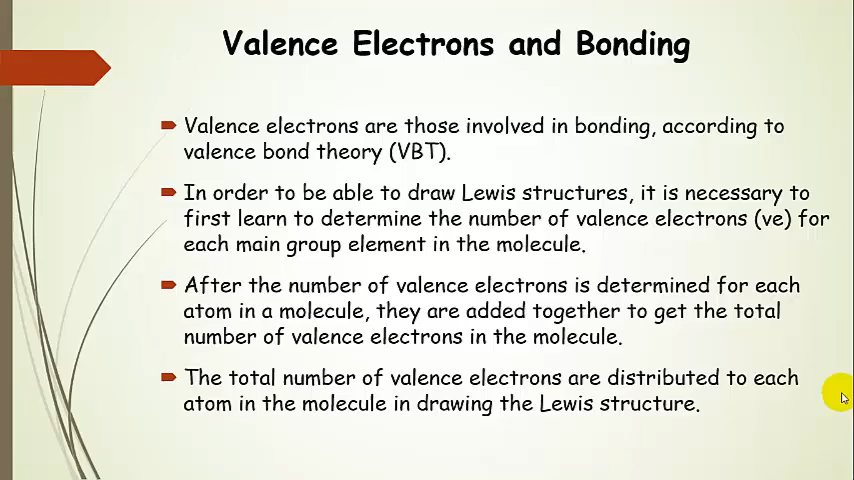 Valence Electrons and Bonding
Valence electrons are those involved in bonding, according to
valence bond theory (VBT).
In order to be able to draw Lewis structures, it is necessary to
first learn to determine the number of valence electrons (ve) for
each main group element in the molecule.
After the number of valence electrons is determined for each
atom in a molecule, they are added together to get the total
number of valence electrons in the molecule.
The total number of valence electrons are distributed to each
atom in the molecule in drawing the Lewis structure.